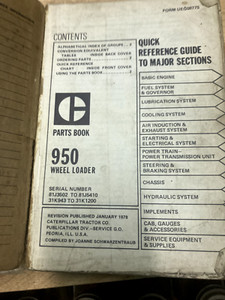 FORM UEG0977S
CONTENTS
ALPHABETICAL INDEX OF GROUPS . . 2
CONVERSION EQUIVALENT
TABLES INSIDE BACK COVER
ORDERING PARTS
QUICK REFERENCE
CHART INSIDE FRONT COVER
USING THE PARTS BOOK
PARTS BOOK
950
WHEEL LOADER
SERIAL NUMBER
81J3502 TO 81J5410
31K943 TO 31K1200
REVISION PUBLISHED JANUARY 1978
CATERPILLAR TRACTOR CO.
PUBLICATIONS DIV.–SERVICE G.O.
PEORIA, ILL. U.S.A.
COMPILED BY JOANNE SCHWARZENTRAUB
QUICK
REFERENCE GUIDE
TO MAJOR SECTIONS
BASIC ENGINE
FUEL SYSTEM
& GOVERNOR
LUBRICATION SYSTEM
COOLING SYSTEM
AIR INDUCTION &
EXHAUST SYSTEM
STARTING &
ELECTRICAL SYSTEM
POWER TRAIN–
POWER TRANSMISSION UNIT
STEERING &
BRAKING SYSTEM
CHASSIS
HYDRAULIC SYSTEM
IMPLEMENTS
CAB, GAUGES
& ACCESSORIES
SERVICE EQUIPMENT
& SUPPLIES